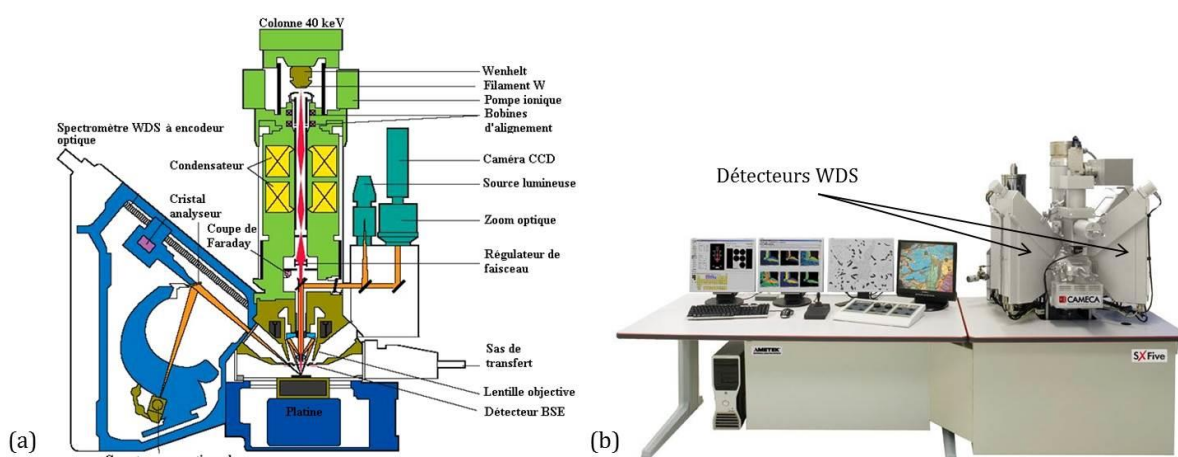 Colonne 40 keV
Wenhelt
Filament W
Pompe ionique
Bobines
d'alignement
Spectromètre WDS à encodeur
optique
Condensateur
Caméra CCD
Source lumineuse
Cristal
analyseur
Coupe de
Faraday
Zoom optique
Régulateur de
faisceau
Sas de
transfert
Lentille objective
Détecteur BSE
Platine
(a)
Détecteurs WDS
CAMECA
AMETEK
SXFive
(b)